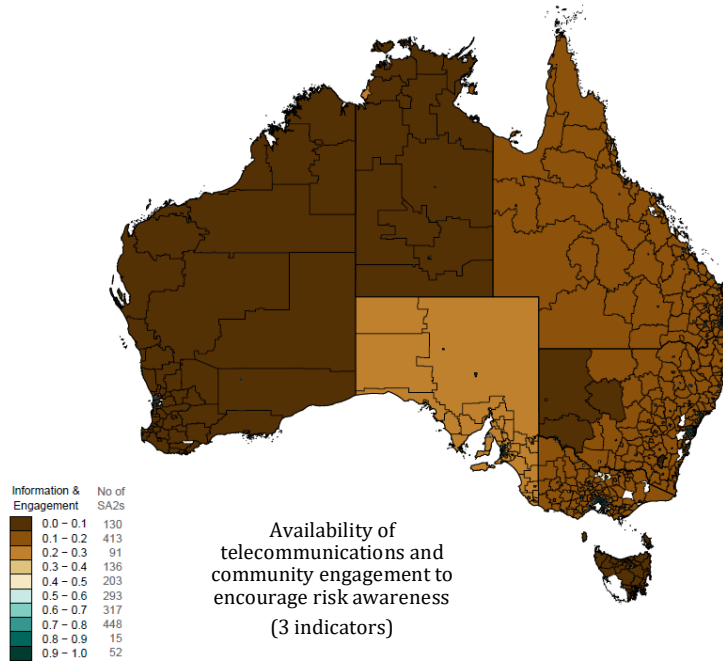 Information & Engagement No of SA2s
0.0 – 0.1 130
0.1 – 0.2 413
0.2 – 0.3 91
0.3 – 0.4 136
0.4 – 0.5 203
0.5 – 0.6 293
0.6 – 0.7 317
0.7 – 0.8 448
0.8 – 0.9 15
0.9 – 1.0 52
Availability of
telecommunications and
community engagement to
encourage risk awareness
(3 indicators)